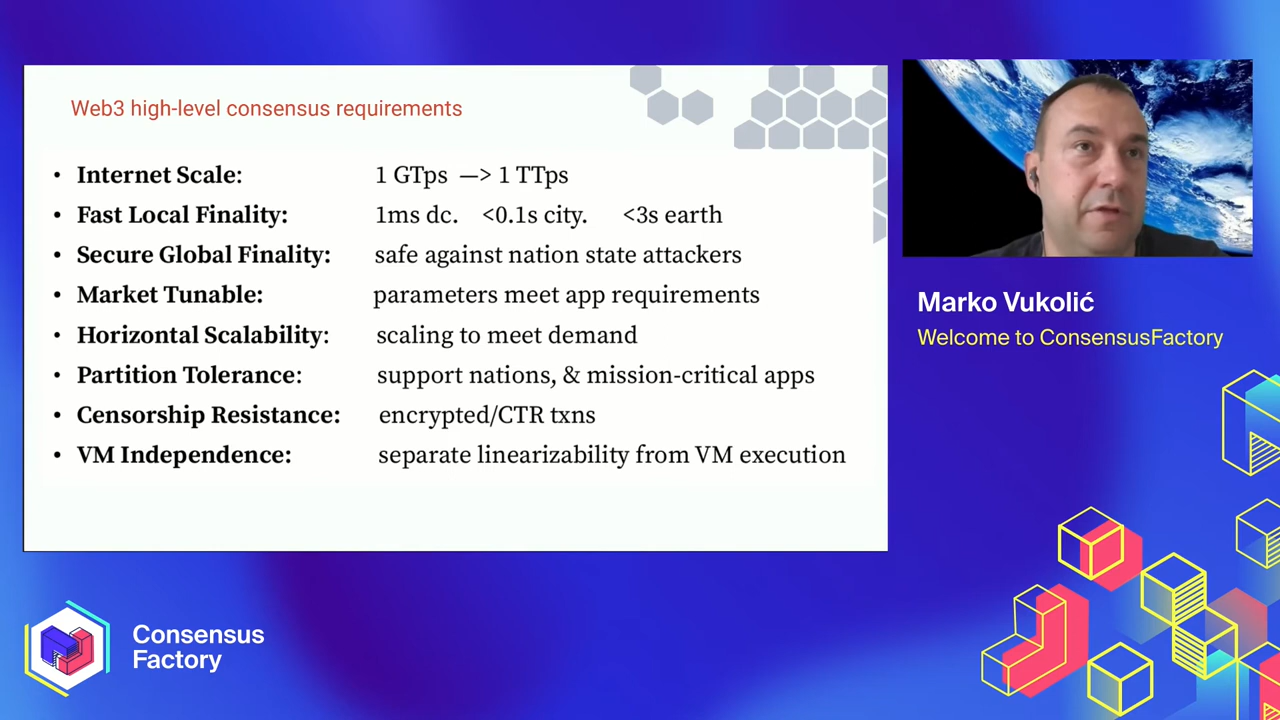 Web3 high-level consensus requirements
• Internet Scale: 1 GTps —> 1 TTps
• Fast Local Finality: 1ms dc. <0.1s city. <3s earth
• Secure Global Finality: safe against nation state attackers
• Market Tunable: parameters meet app requirements
• Horizontal Scalability: scaling to meet demand
• Partition Tolerance: support nations, & mission-critical apps
• Censorship Resistance: encrypted/CTR txns
• VM Independence: separate linearizability from VM execution
Marko Vukolić
Welcome to ConsensusFactory
Consensus
Factory